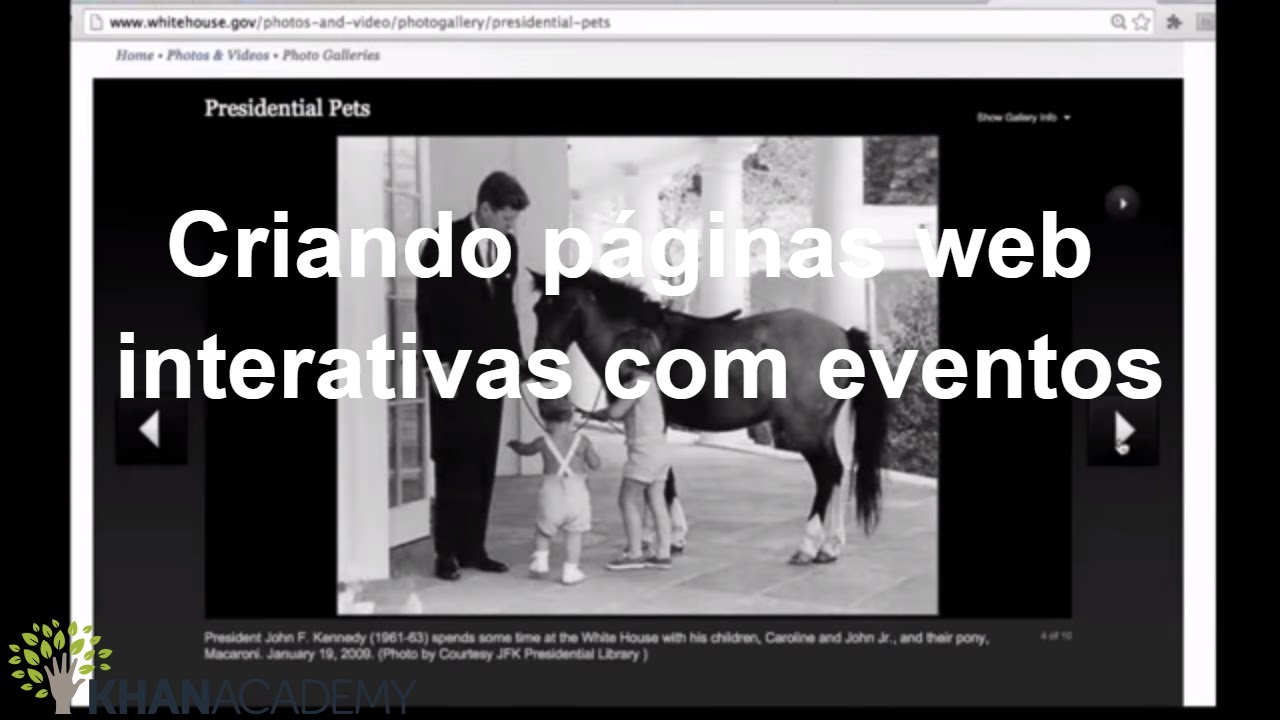 www.whitehouse.gov/photos-and-video/photogallery/presidential-pets
Home • Photos & Videos • Photo Galleries
Presidential Pets
Show Gallery Info
Criando páginas web
interativas com eventos
President John F. Kennedy (1961-63) spends some time at the White House with his children, Caroline and John Jr., and their pony,
Macaroni. January 19, 2009. (Photo by Courtesy JFK Presidential Library )
4 of 10
KHANACADEMY